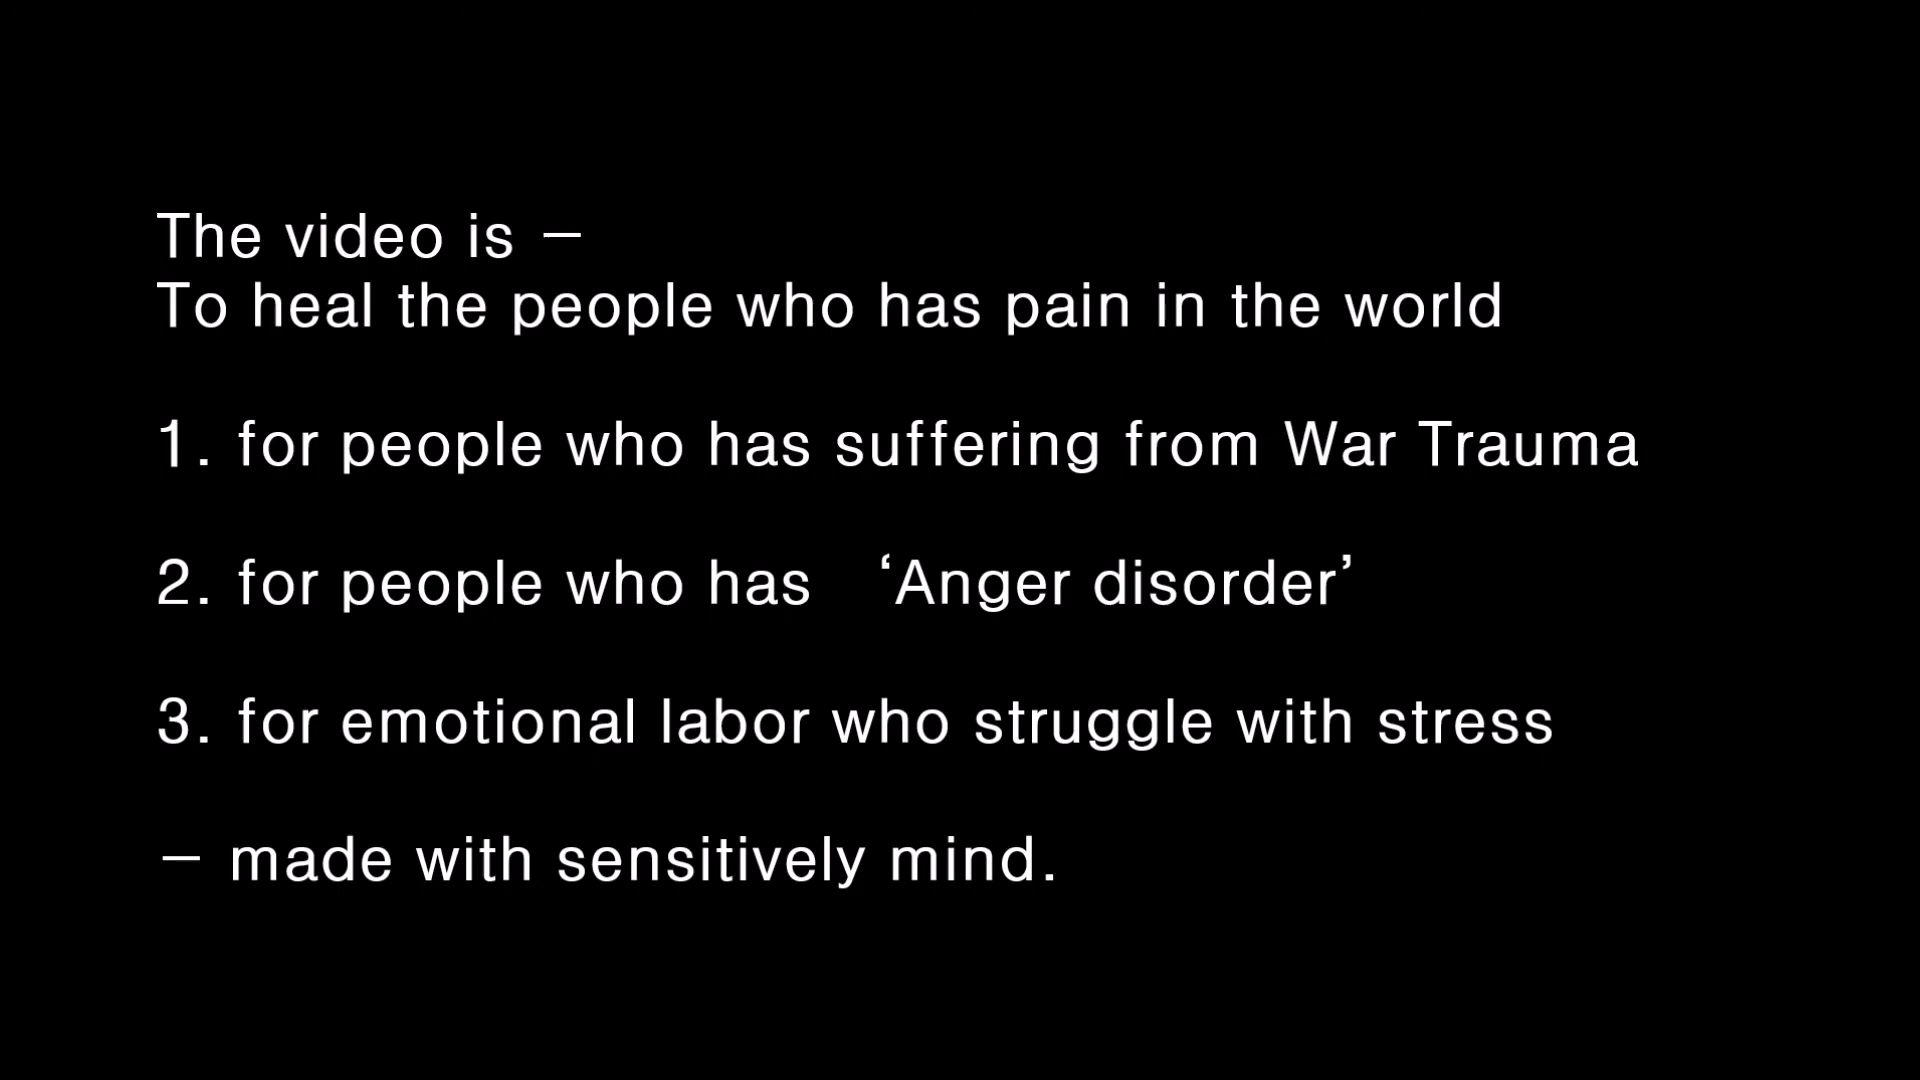 The video is –
To heal the people who has pain in the world
1. for people who has suffering from War Trauma
2. for people who has ‘Anger disorder’
3. for emotional labor who struggle with stress
– made with sensitively mind.